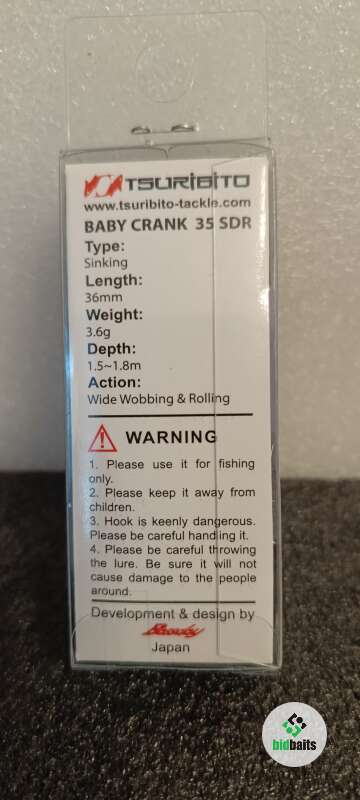 TSURIBITO
www.tsuribito-tackle.com
BABY CRANK 35 SDR
Type:
Sinking
Length:
36mm
Weight:
3.6g
Depth:
1.5~1.8m
Action:
Wide Wobbing & Rolling
WARNING
1. Please use it for fishing
only.
2. Please keep it away from
children.
3. Hook is keenly dangerous.
Please be careful handling it.
4. Please be careful throwing
the lure. Be sure it will not
cause damage to the people
around.
Development & design by
Japan
bidbaits